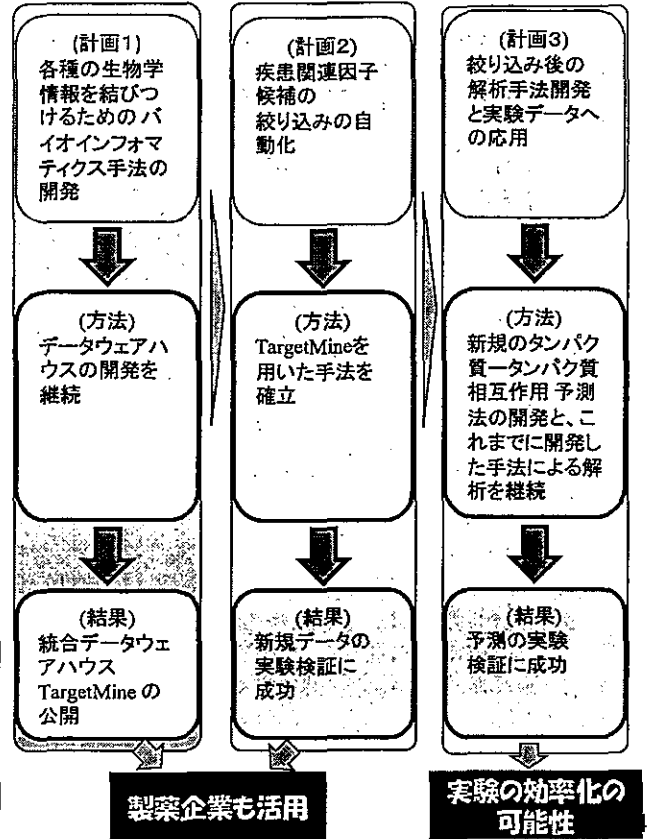 (計画1)
各種の生物学
情報を結びつ
けるための バ
イオインフォマ
ティクス手法の
開発
(方法)
データウェアハ
ウスの開発を
継続
(結果)
統合データウェ
アハウス
TargetMine の
公開
(計画2)
疾患関連因子
候補の
絞り込みの自
動化
(方法)
TargetMineを
用いた手法を
確立
(結果)
新規データの
実験検証に
成功
製薬企業も活用
(計画3)
絞り込み後の
解析手法開発
と実験データへ
の応用
(方法)
新規のタンパク
質ータンパク質
相互作用 予測
法の開発と、こ
れまでに開発し
た手法による解
析を継続
(結果)
予測の実験
検証に成功
実験の効率化の
可能性